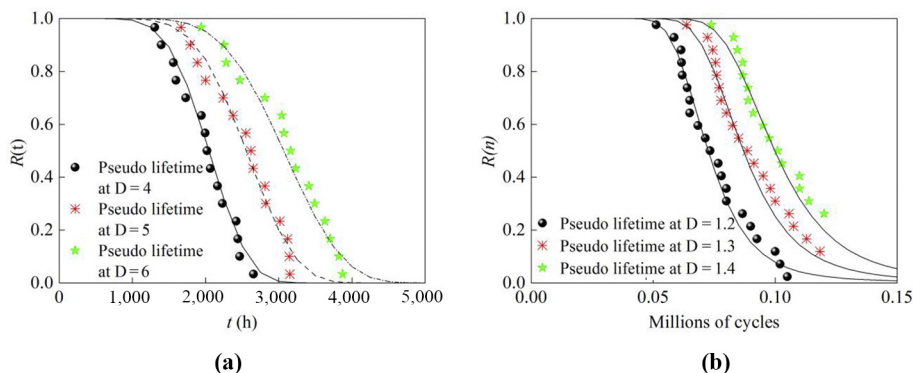 1.0
0.8
0.6
0.4
0.2
0.0
R(t)
Pseudo lifetime
at D = 4
Pseudo lifetime
at D = 5
Pseudo lifetime
at D = 6
0 1,000 2,000 3,000 4,000 5,000
t (h)
(a)
1.0
0.8
0.6
0.4
0.2
0.0
R(n)
Pseudo lifetime at D = 1.2
Pseudo lifetime at D = 1.3
Pseudo lifetime at D = 1.4
0.00 0.05 0.10 0.15
Millions of cycles
(b)